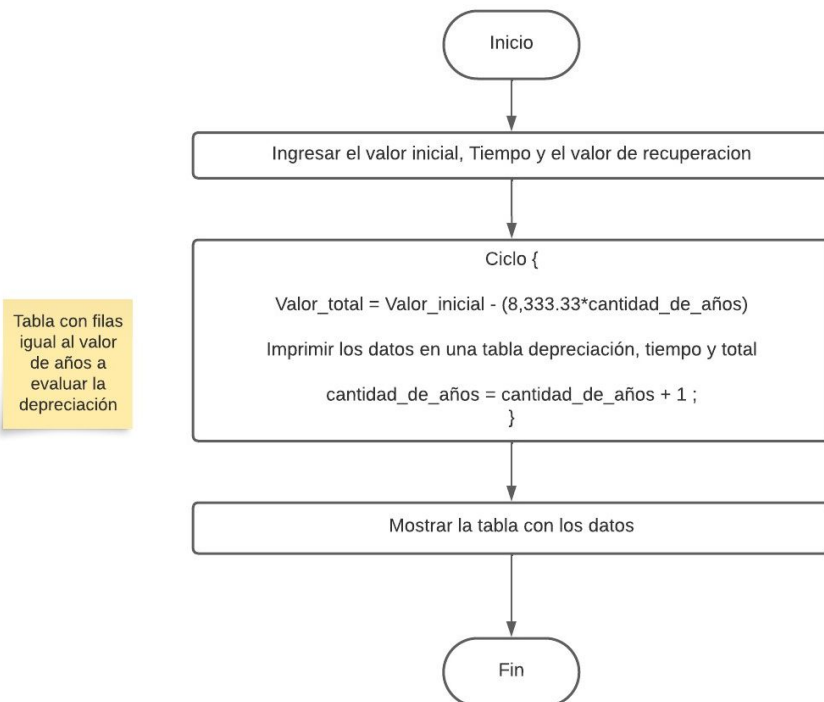 Inicio
Ingresar el valor inicial, Tiempo y el valor de recuperacion
Ciclo {
Valor_total = Valor_inicial - (8,333.33*cantidad_de_años)
Imprimir los datos en una tabla depreciación, tiempo y total
cantidad_de_años = cantidad_de_años + 1 ;
}
Tabla con filas
igual al valor
de años a
evaluar la
depreciación
Mostrar la tabla con los datos
Fin